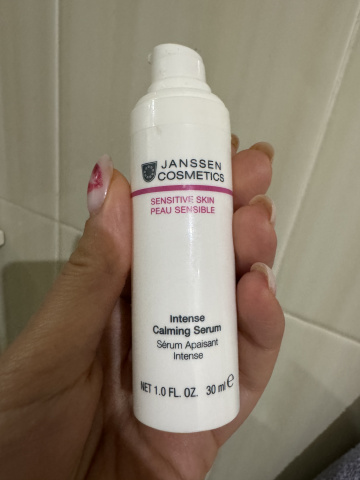 JANSSEN
COSMETICS
SENSITIVE SKIN
PEAU SENSIBLE
Intense
Calming Serum
Sérum Apaisant
Intense
NET 1.0 FL. OZ. 30 ml ℮